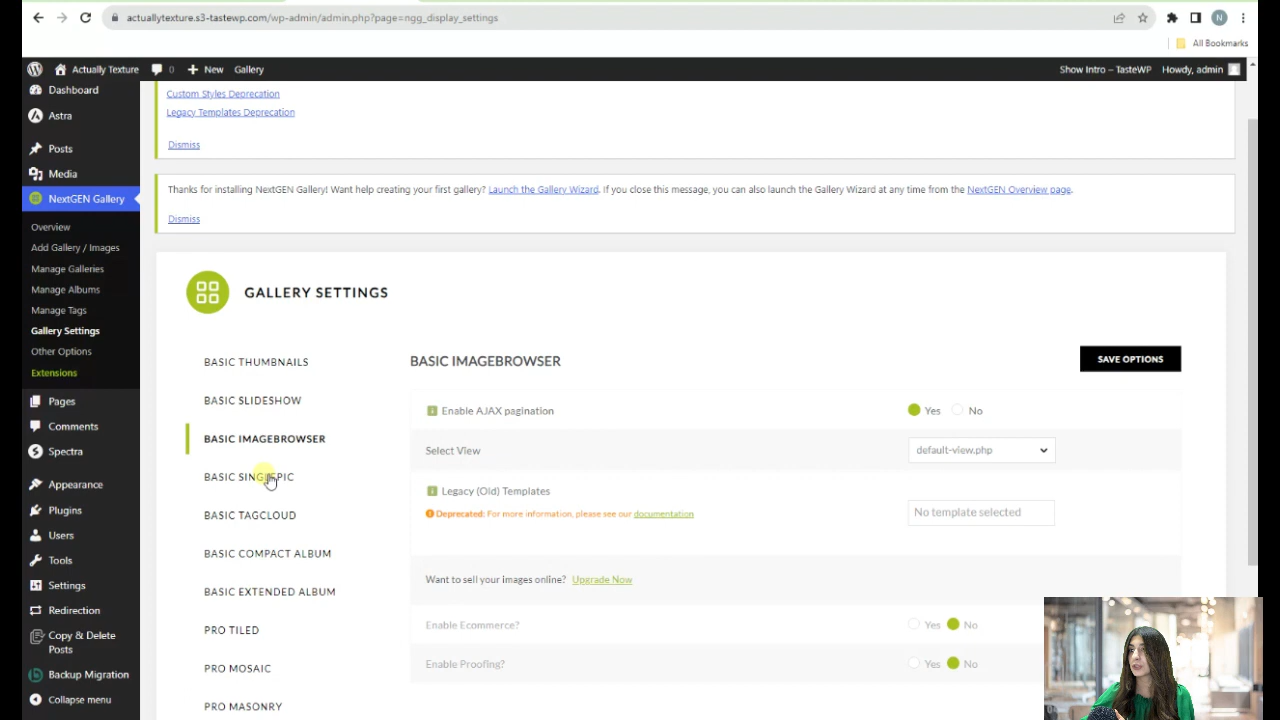 actuallytexture.s3-tastewp.com/wp-admin/admin.php?page=ngg_display_settings
N
All Bookmarks
Actually Texture
0
New
Gallery
Show Intro – TasteWP
Howdy, admin
Dashboard
Astra
Posts
Media
NextGEN Gallery
Overview
Add Gallery / Images
Manage Galleries
Manage Albums
Manage Tags
Gallery Settings
Other Options
Extensions
Pages
Comments
Spectra
Appearance
Plugins
Users
Tools
Settings
Redirection
Copy & Delete
Posts
Backup Migration
Collapse menu
Custom Styles Deprecation
Legacy Templates Deprecation
Dismiss
Thanks for installing NextGEN Gallery! Want help creating your first gallery? Launch the Gallery Wizard. If you close this message, you can also launch the Gallery Wizard at any time from the NextGEN Overview page.
Dismiss
GALLERY SETTINGS
BASIC THUMBNAILS
BASIC SLIDESHOW
BASIC IMAGEBROWSER
BASIC SINGLEPIC
BASIC TAGCLOUD
BASIC COMPACT ALBUM
BASIC EXTENDED ALBUM
PRO TILED
PRO MOSAIC
PRO MASONRY
BASIC IMAGEBROWSER
SAVE OPTIONS
Enable AJAX pagination
Yes
No
Select View
default-view.php
Legacy (Old) Templates
Deprecated: For more information, please see our documentation
No template selected
Want to sell your images online? Upgrade Now
Enable Ecommerce?
Yes
No
Enable Proofing?
Yes
No